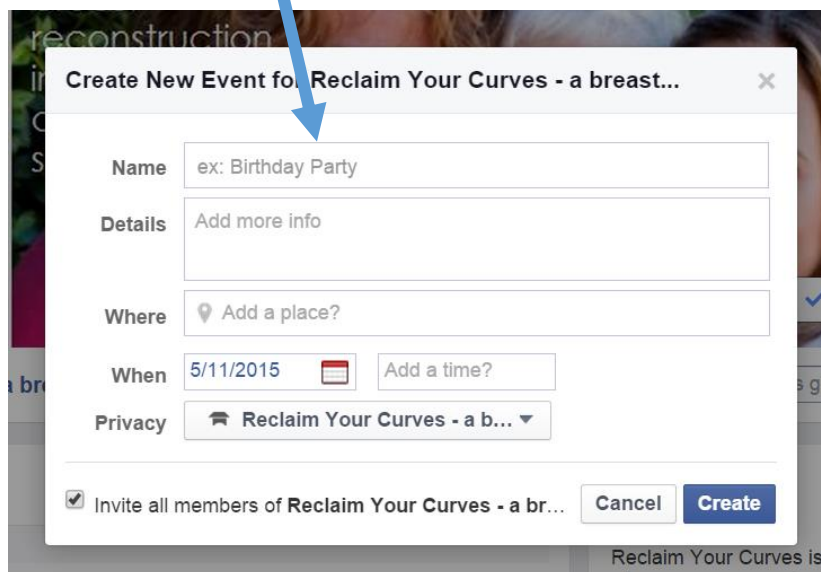 reconstruction
Create New Event for Reclaim Your Curves - a breast...
Name ex: Birthday Party
Details Add more info
Where Add a place?
When 5/11/2015 Add a time?
Privacy Reclaim Your Curves - a b...
Invite all members of Reclaim Your Curves - a br... Cancel Create
Reclaim Your Curves is